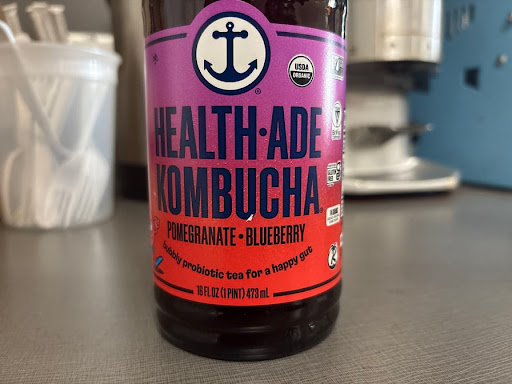 USDA
ORGANIC
®
HEALTH·ADE
KOMBUCHA
POMEGRANATE • BLUEBERRY
bubbly probiotic tea for a happy gut
16 FL OZ (1 PINT) 473 mL